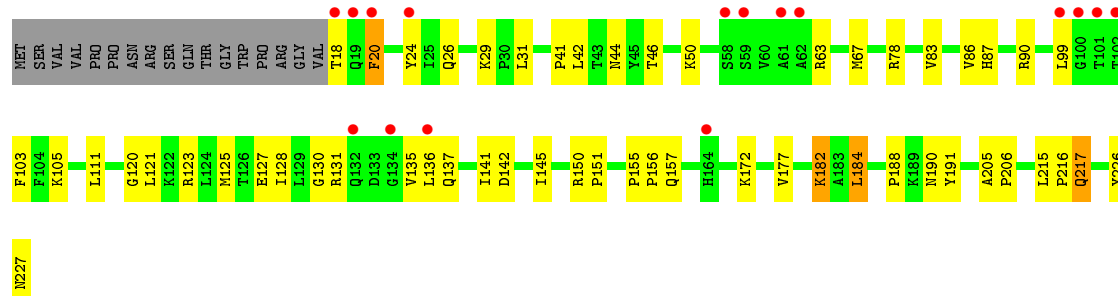 MET SER VAL VAL PRO PRO ASN ARG SER GLN THR GLY TRP PRO ARG GLY VAL T18 Q19 F20 Y24 I25 Q26 K29 P30 L31 P41 L42 T43 N44 Y45 T46 K50 S58 S59 V60 A61 A62 R63 M67 R78 V83 V86 H87 R90 L99 G100 T101 T102
F103 F104 K105 L111 G120 L121 K122 R123 L124 M125 T126 E127 I128 L129 G130 R131 Q132 D133 G134 V135 L136 Q137 I141 D142 I145 R150 P151 P155 P156 Q157 H164 K172 V177 K182 A183 L184 P188 K189 N190 Y191 A205 P206 L215 P216 Q217 Y226
N227